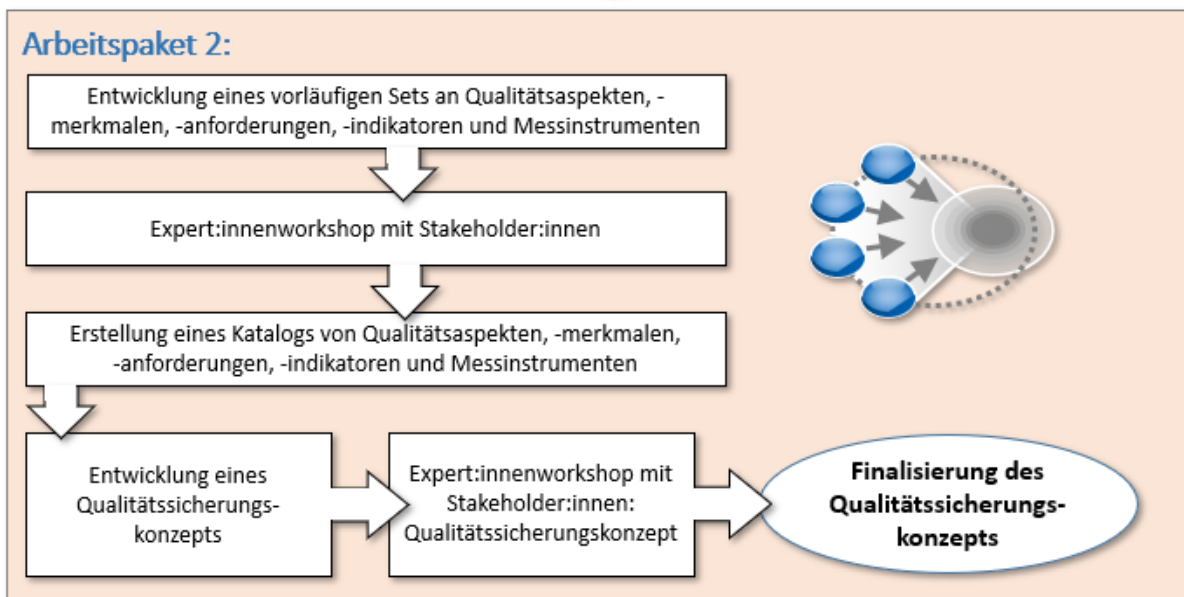 Arbeitspaket 2:
Entwicklung eines vorläufigen Sets an Qualitätsaspekten, -
merkmalen, -anforderungen, -indikatoren und Messinstrumenten
Expert:innenworkshop mit Stakeholder:innen
Erstellung eines Katalogs von Qualitätsaspekten, -merkmalen,
-anforderungen, -indikatoren und Messinstrumenten
Entwicklung eines
Qualitätssicherungs-
konzepts
Expert:innenworkshop mit
Stakeholder:innen:
Qualitätssicherungskonzept
Finalisierung des
Qualitätssicherungs-
konzepts